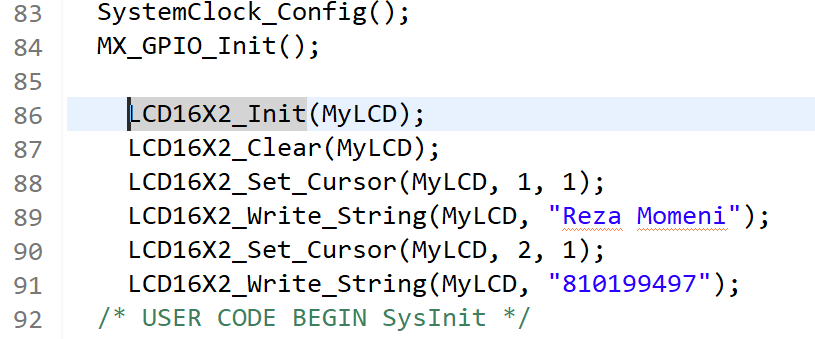 83 SystemClock_Config();
84 MX_GPIO_Init();
85
86 LCD16X2_Init(MyLCD);
87 LCD16X2_Clear(MyLCD);
88 LCD16X2_Set_Cursor(MyLCD, 1, 1);
89 LCD16X2_Write_String(MyLCD, "Reza Momeni");
90 LCD16X2_Set_Cursor(MyLCD, 2, 1);
91 LCD16X2_Write_String(MyLCD, "810199497");
92 /* USER CODE BEGIN SysInit */